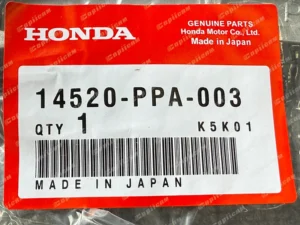 HONDA
GENUINE PARTS
Honda Motor Co., Ltd.
Made in Japan
14520-PPA-003
QTY 1 K5K01
MADE IN JAPAN